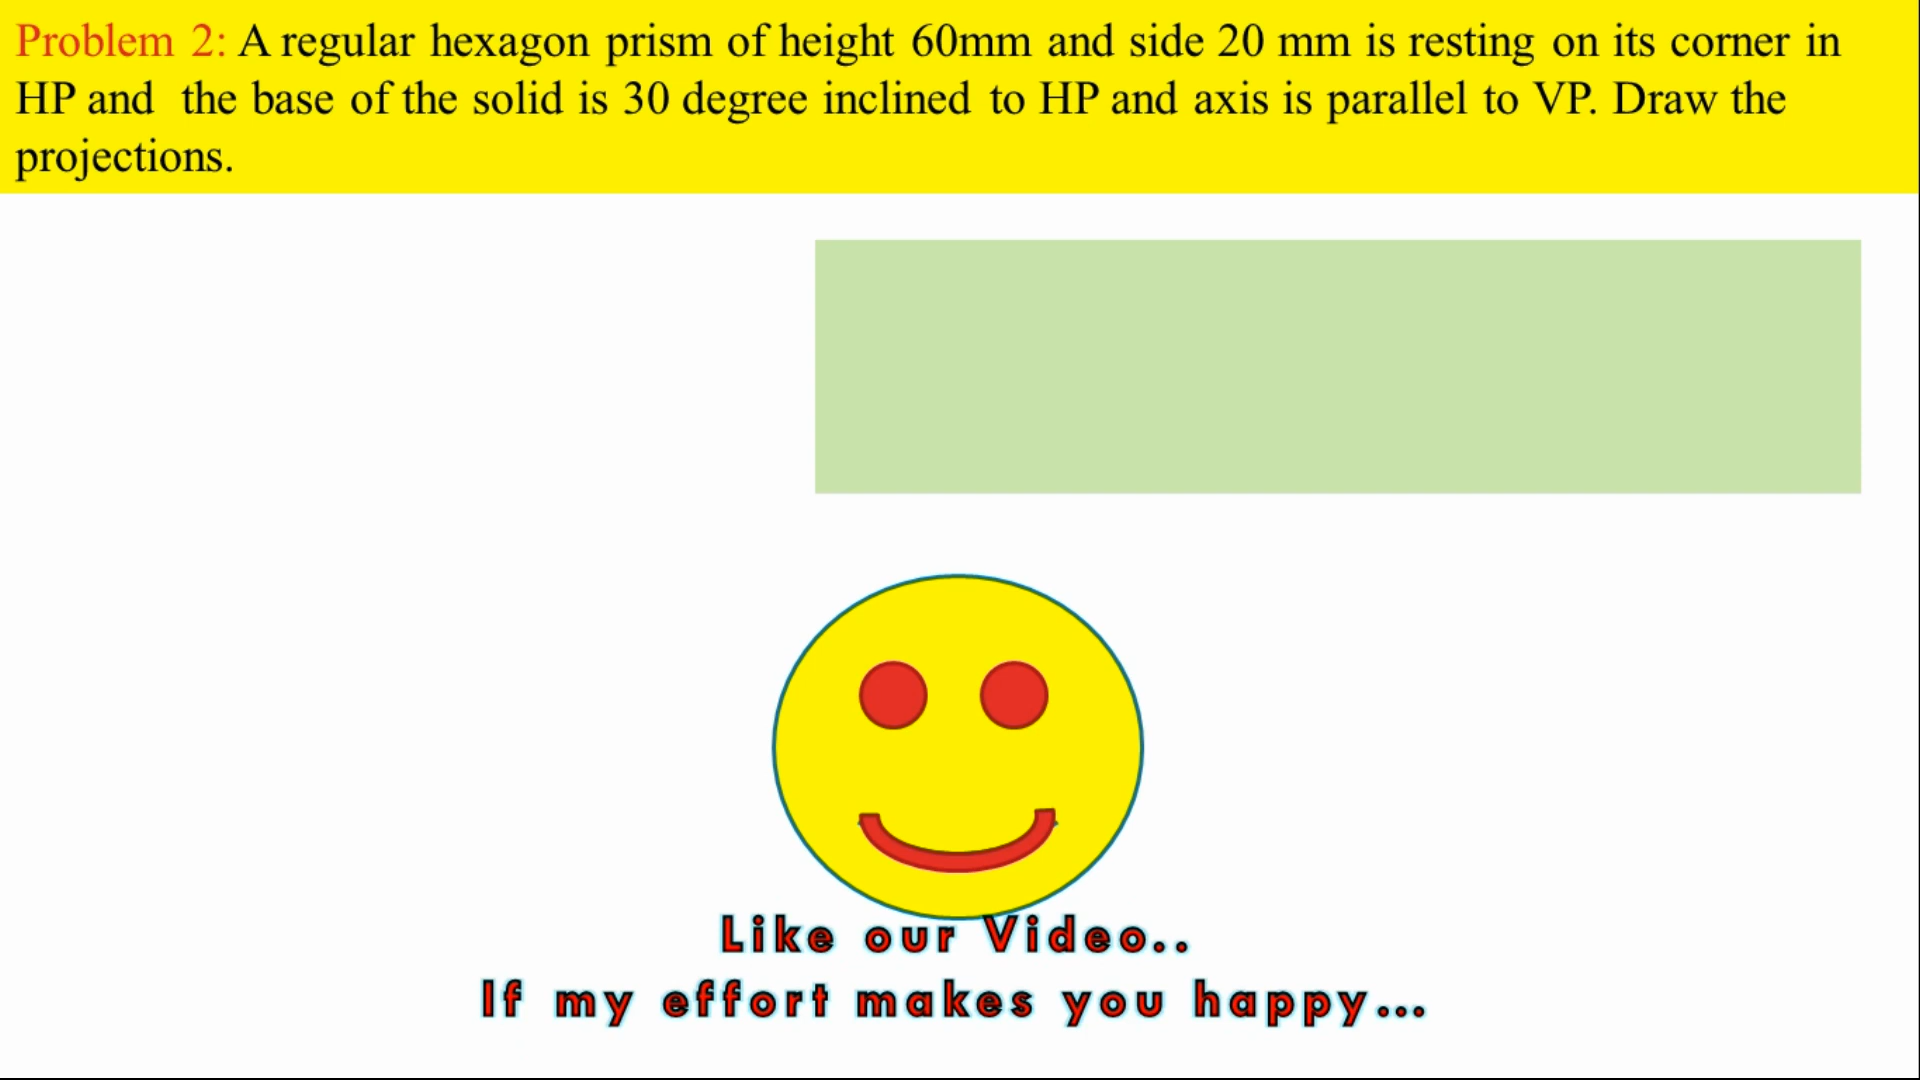 Problem 2: A regular hexagon prism of height 60mm and side 20 mm is resting on its corner in
HP and the base of the solid is 30 degree inclined to HP and axis is parallel to VP. Draw the
projections.
Like our Video..
If my effort makes you happy...